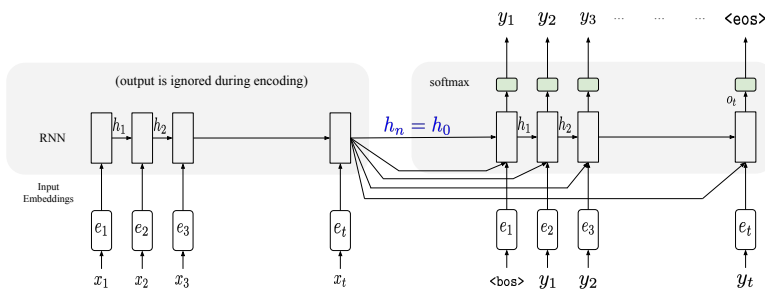 y₁ y₂ y₃ ... ... ... <eos>
(output is ignored during encoding)
softmax
oₜ
RNN h₁ h₂ hₙ = h₀ h₁ h₂
Input
Embeddings
e₁ e₂ e₃ eₜ e₁ e₂ e₃ eₜ
x₁ x₂ x₃ xₜ <bos> y₁ y₂ yₜ